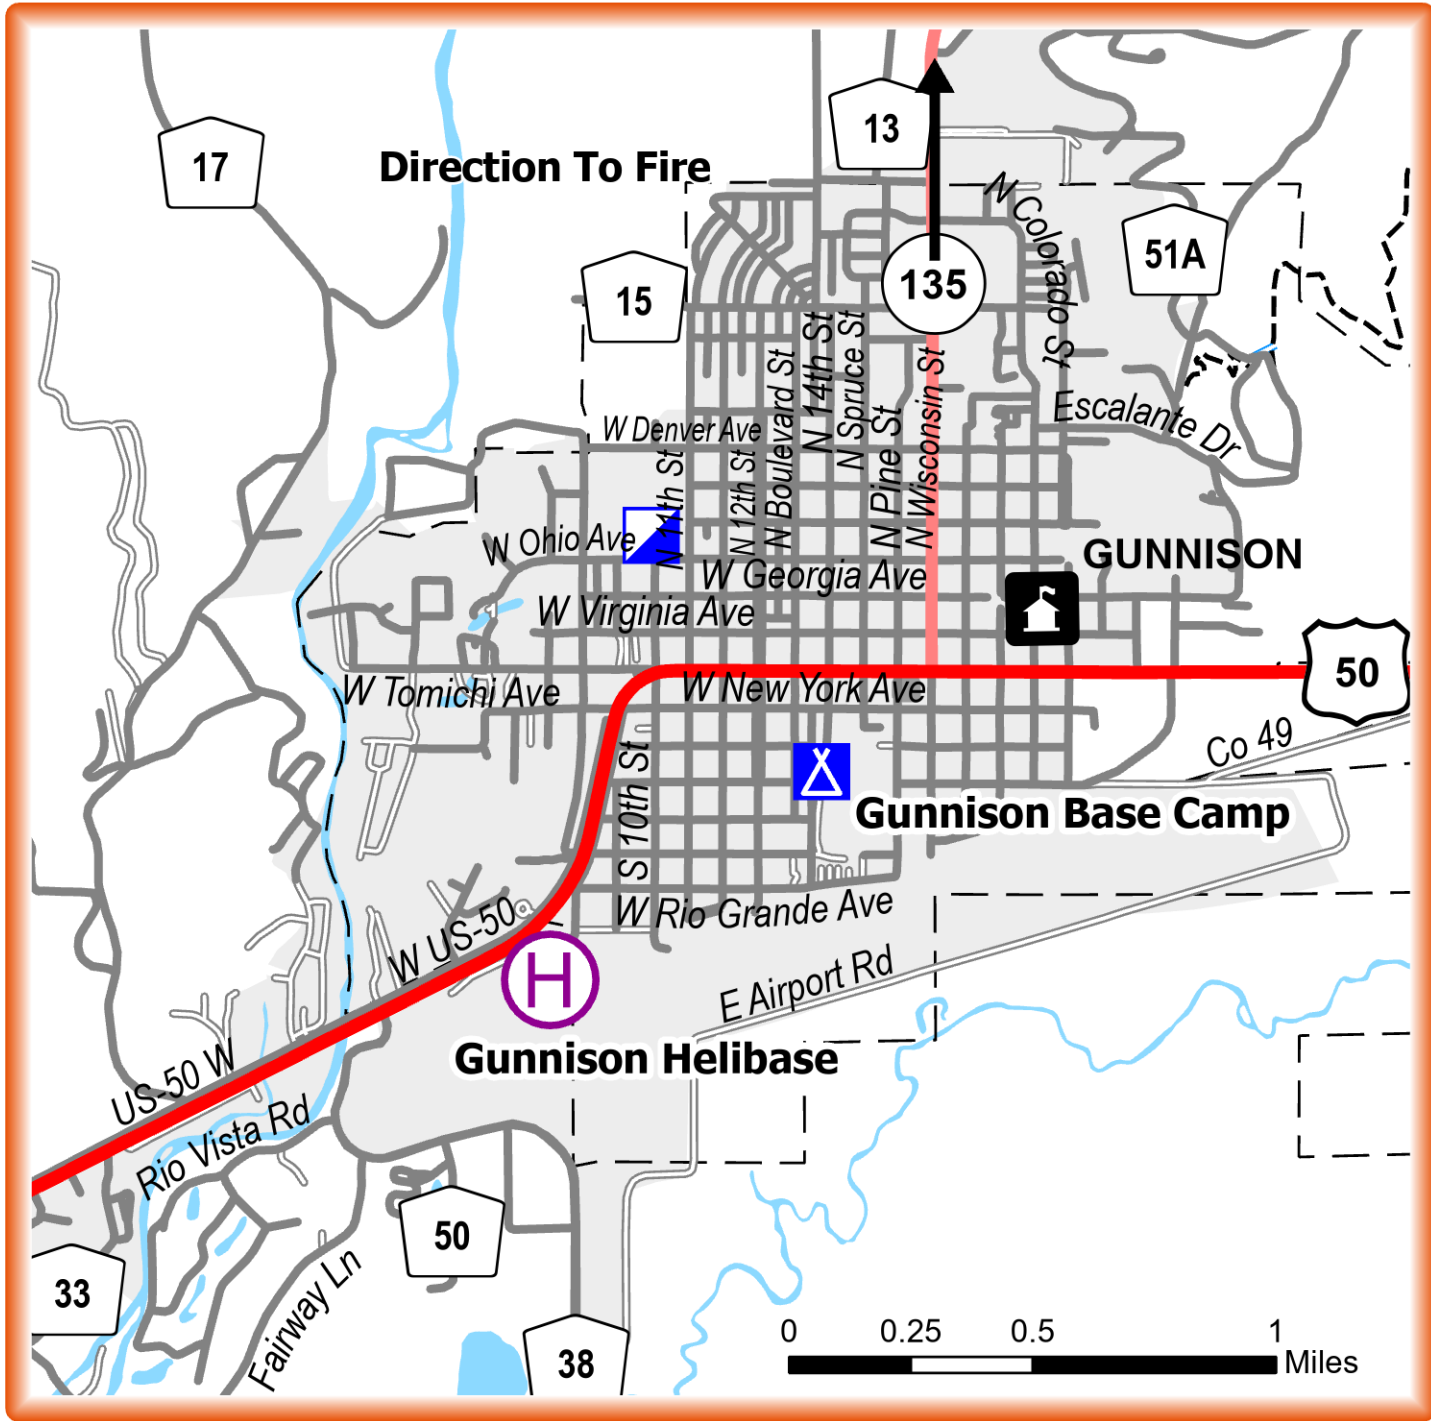 13
17
Direction To Fire
N Colorado St
51A
15
135
N 14th St
N Spruce St
N Boulevard St
N Wisconsin St
N Pine St
Escalante Dr
W Denver Ave
N 11th St
N 12th St
W Ohio Ave
GUNNISON
W Georgia Ave
W Virginia Ave
50
W Tomichi Ave
W New York Ave
Co 49
S 10th St
Gunnison Base Camp
W Rio Grande Ave
W US-50
H
E Airport Rd
Gunnison Helibase
US-50 W
Rio Vista Rd
50
33
Fairway Ln
38
0 0.25 0.5 1
Miles